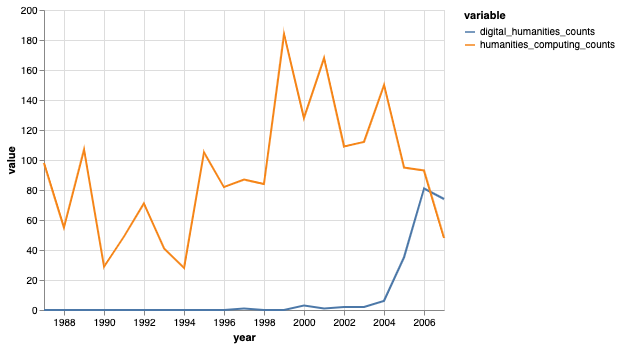 200
180
160
140
120
100
80
60
40
20
0
value
1988 1990 1992 1994 1996 1998 2000 2002 2004 2006
year
variable
digital_humanities_counts
humanities_computing_counts